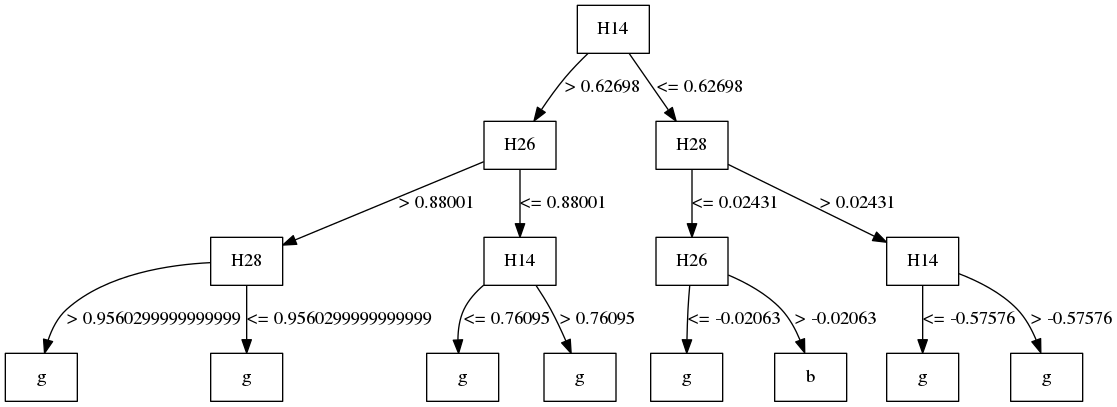 H14
> 0.62698
<= 0.62698
H26
H28
> 0.88001
<= 0.88001
<= 0.02431
> 0.02431
H28
H14
H26
H14
> 0.9560299999999999
<= 0.9560299999999999
<= 0.76095
> 0.76095
<= -0.02063
> -0.02063
<= -0.57576
> -0.57576
g
g
g
g
g
b
g
g